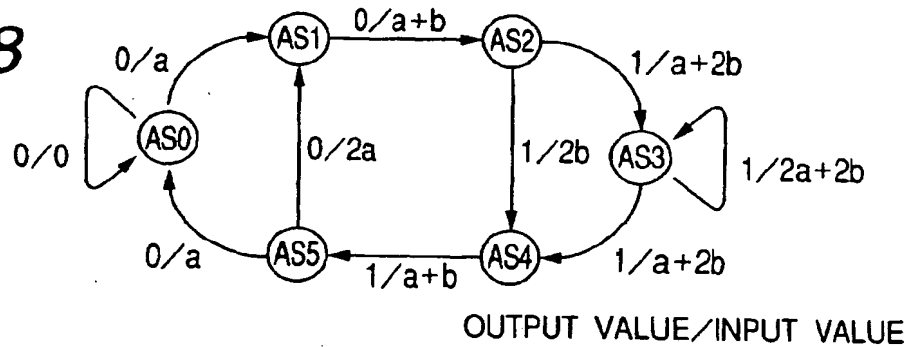 8
0/a+b
AS1
AS2
0/a
1/a+2b
AS0
0/0
0/2a
1/2b
AS3
1/2a+2b
0/a
AS5
1/a+b
AS4
1/a+2b
OUTPUT VALUE/INPUT VALUE